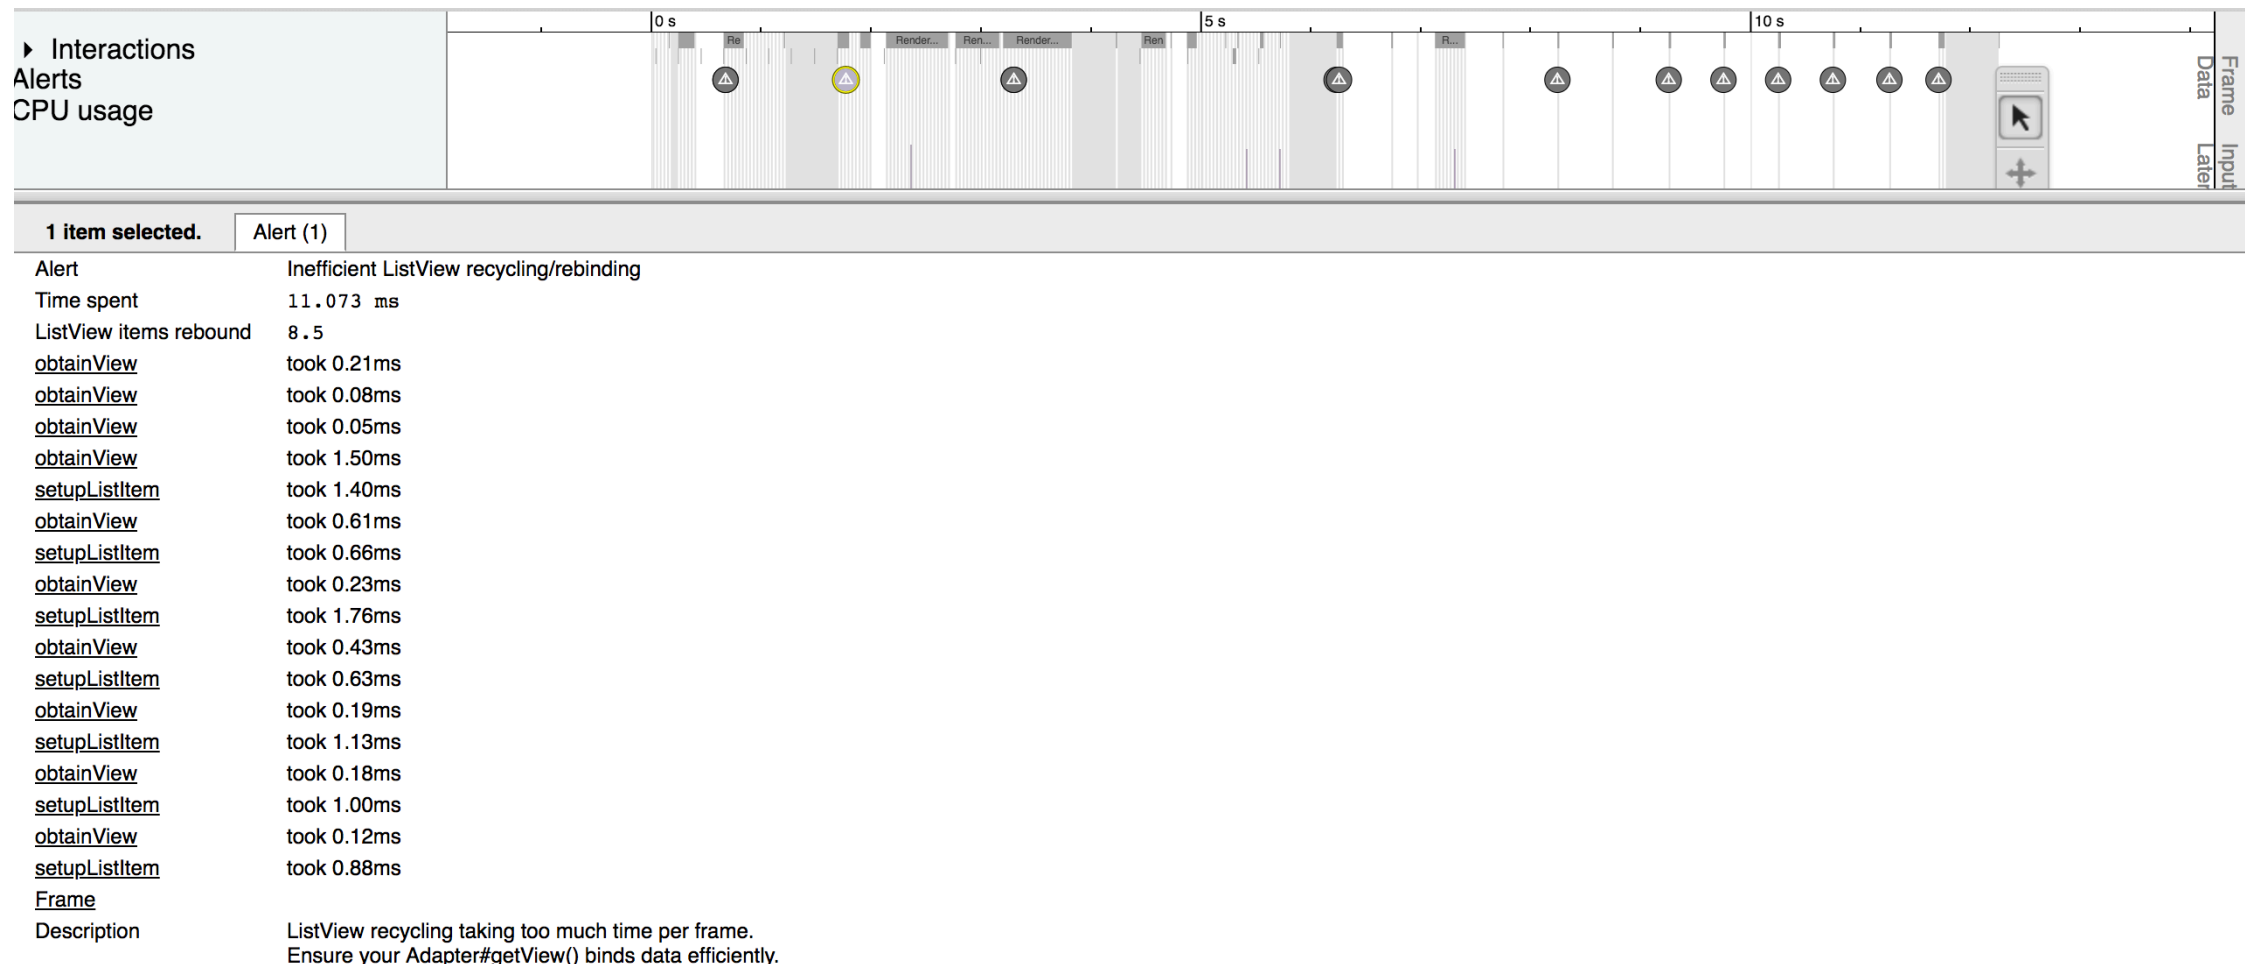 0 s 5 s 10 s
Interactions
Re Render... Ren... Render... Ren R...
Alerts
CPU usage
Frame Data
Input Later
1 item selected. Alert (1)
Alert Inefficient ListView recycling/rebinding
Time spent 11.073 ms
ListView items rebound 8.5
obtainView took 0.21ms
obtainView took 0.08ms
obtainView took 0.05ms
obtainView took 1.50ms
setupListItem took 1.40ms
obtainView took 0.61ms
setupListItem took 0.66ms
obtainView took 0.23ms
setupListItem took 1.76ms
obtainView took 0.43ms
setupListItem took 0.63ms
obtainView took 0.19ms
setupListItem took 1.13ms
obtainView took 0.18ms
setupListItem took 1.00ms
obtainView took 0.12ms
setupListItem took 0.88ms
Frame
Description ListView recycling taking too much time per frame.
Ensure your Adapter#getView() binds data efficiently.